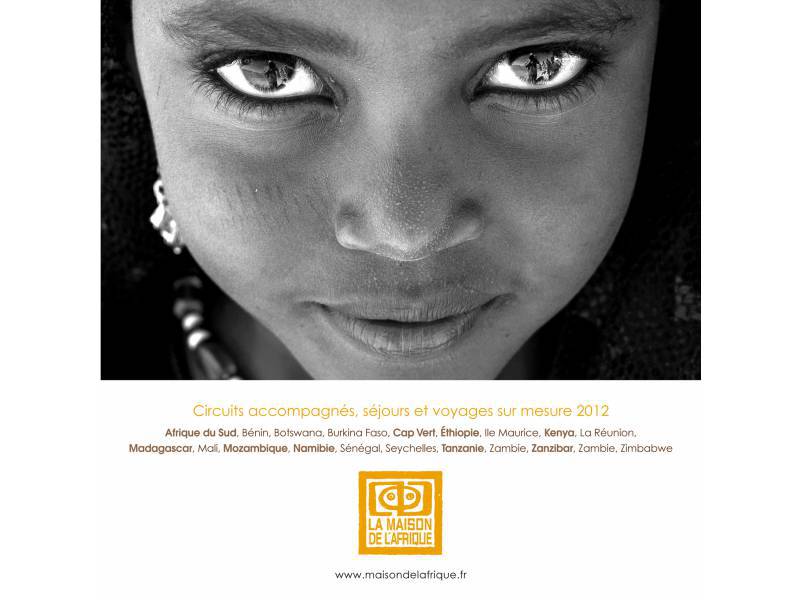 Circuits accompagnés, séjours et voyages sur mesure 2012
Afrique du Sud, Bénin, Botswana, Burkina Faso, Cap Vert, Éthiopie, Ile Maurice, Kenya, La Réunion,
Madagascar, Mali, Mozambique, Namibie, Sénégal, Seychelles, Tanzanie, Zambie, Zanzibar, Zambie, Zimbabwe
LA MAISON
DE L'AFRIQUE
www.maisondelafrique.fr